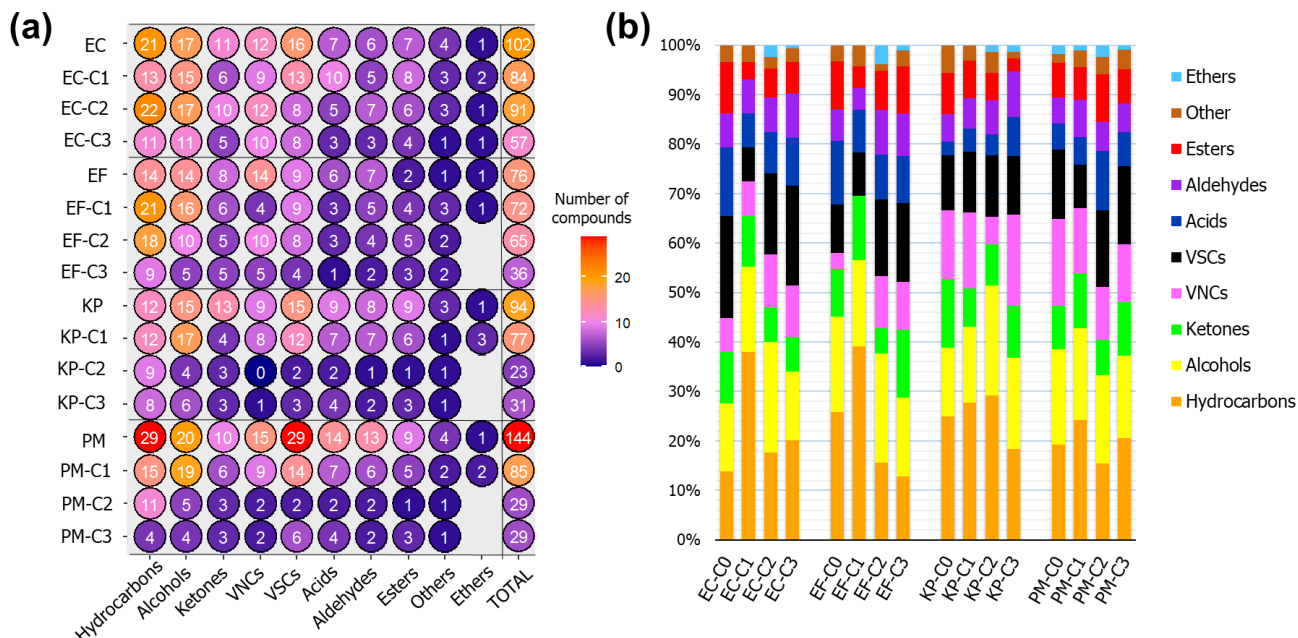 (a)
EC 21 17 11 12 16 7 6 7 4 1 102
EC-C1 13 15 6 9 13 10 5 8 3 2 84
EC-C2 22 17 10 12 8 5 7 6 3 1 91
EC-C3 11 11 5 10 8 3 3 4 1 1 57
EF 14 14 8 14 9 6 7 2 1 1 76
EF-C1 21 16 6 4 9 3 5 4 3 1 72
EF-C2 18 10 5 10 8 3 4 5 2 65
EF-C3 9 5 5 5 4 1 2 3 2 36
KP 12 15 13 9 15 9 8 9 3 1 94
KP-C1 12 17 4 8 12 7 7 6 1 3 77
KP-C2 9 4 3 0 2 2 1 1 1 23
KP-C3 8 6 3 1 3 4 2 3 1 31
PM 29 20 10 15 29 14 13 9 4 1 144
PM-C1 15 19 6 9 14 7 6 5 2 2 85
PM-C2 11 5 3 2 2 2 2 1 1 29
PM-C3 4 4 3 2 6 4 2 3 1 29
Hydrocarbons Alcohols Ketones VNCs VSCs Acids Aldehydes Esters Others Ethers TOTAL
Number of
compounds
20
10
0
(b)
100%
90%
80%
70%
60%
50%
40%
30%
20%
10%
0%
EC-C0 EC-C1 EC-C2 EC-C3 EF-C0 EF-C1 EF-C2 EF-C3 KP-C0 KP-C1 KP-C2 KP-C3 PM-C0 PM-C1 PM-C2 PM-C3
Ethers
Other
Esters
Aldehydes
Acids
VSCs
VNCs
Ketones
Alcohols
Hydrocarbons